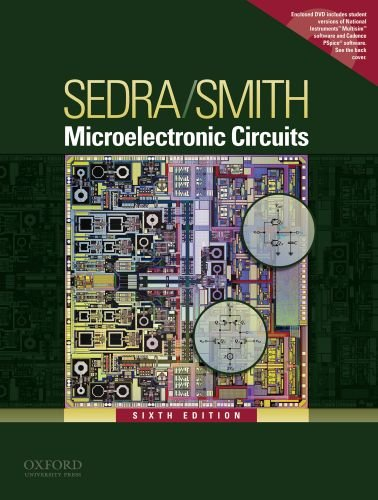 Enclosed DVD includes student
versions of National
Instruments™ Multisim™
software and Cadence
PSpice® software.
See the back
cover.
SEDRA/SMITH
Microelectronic Circuits
SIXTH EDITION
OXFORD
UNIVERSITY PRESS